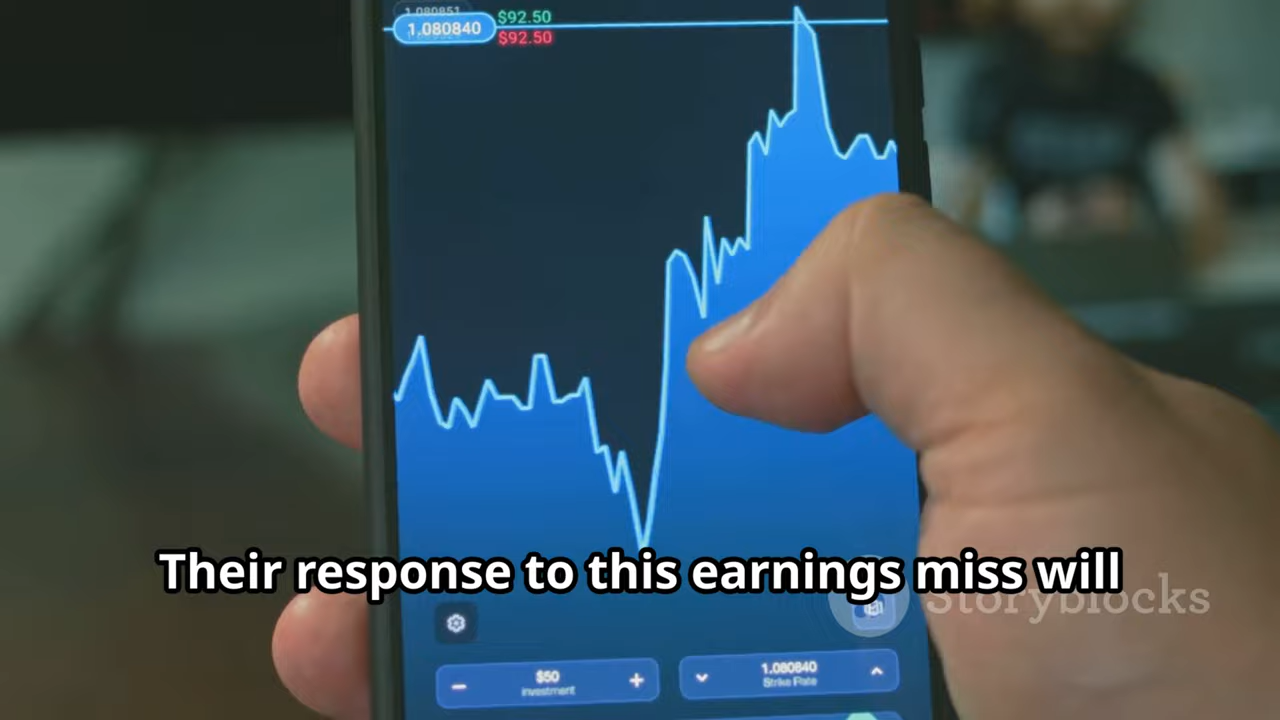 1.080851
$92.50
1.080840
$92.50
Their response to this earnings miss will
Storyblocks
$50
Investment
1.080840
Strike Rate